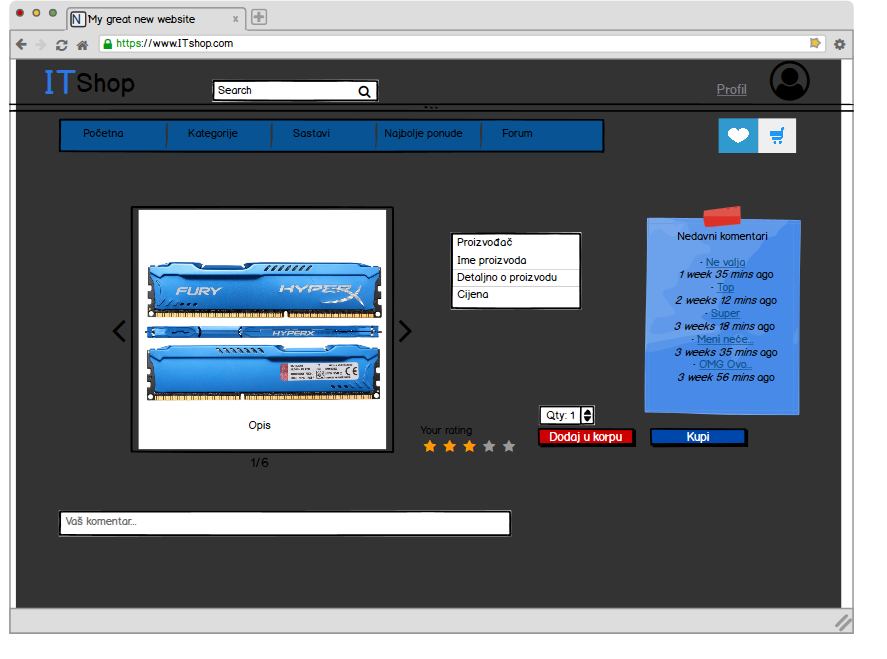 N My great new website x
https://www.ITshop.com
ITShop
Search
Profil
Početna Kategorije Sastavi Najbolje ponude Forum
FURY HYPERX
HYPERX
Opis
1/6
Proizvođač
Ime proizvoda
Detaljno o proizvodu
Cijena
Nedavni komentari
- Ne valja
1 week 35 mins ago
- Top
2 weeks 12 mins ago
- Super
3 weeks 18 mins ago
- Meni neće..
3 weeks 35 mins ago
- OMG Ovo..
3 week 56 mins ago
Your rating
Qty: 1
Dodaj u korpu
Kupi
Vaš komentar...